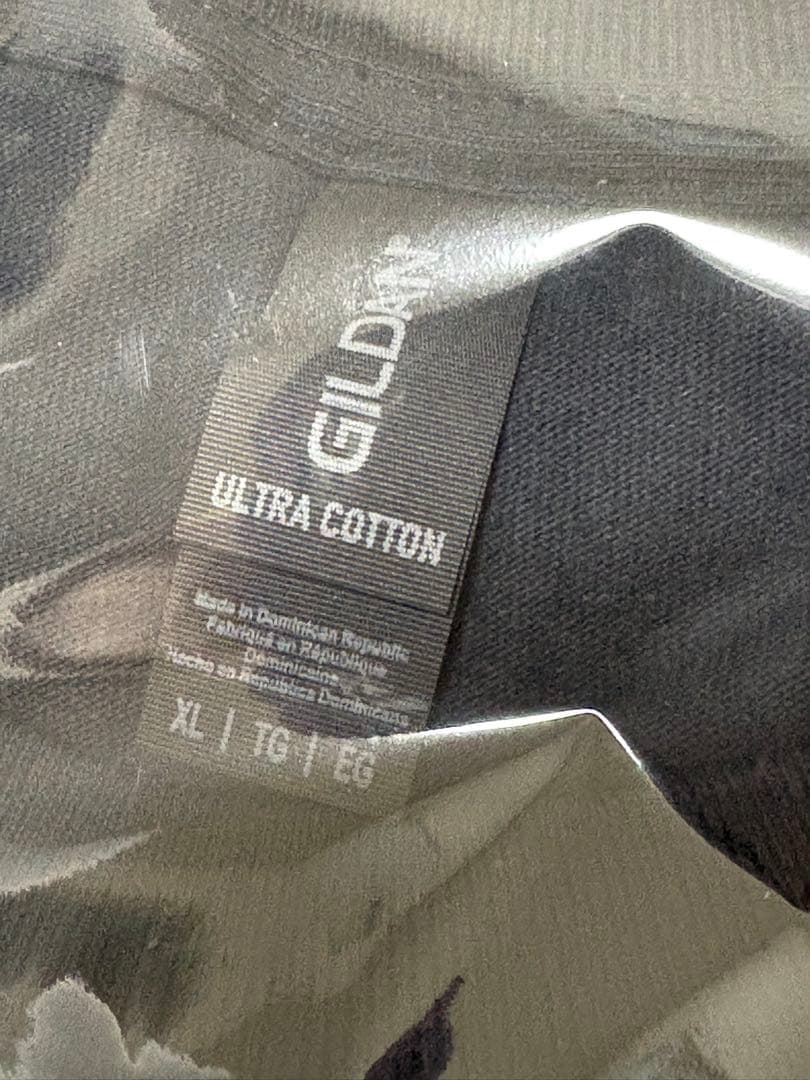 GILDAN
ULTRA COTTON
Made in Dominican Republic
Fabriqué en République
Dominicaine
Hecho en República Dominicana
XL | TG | EG